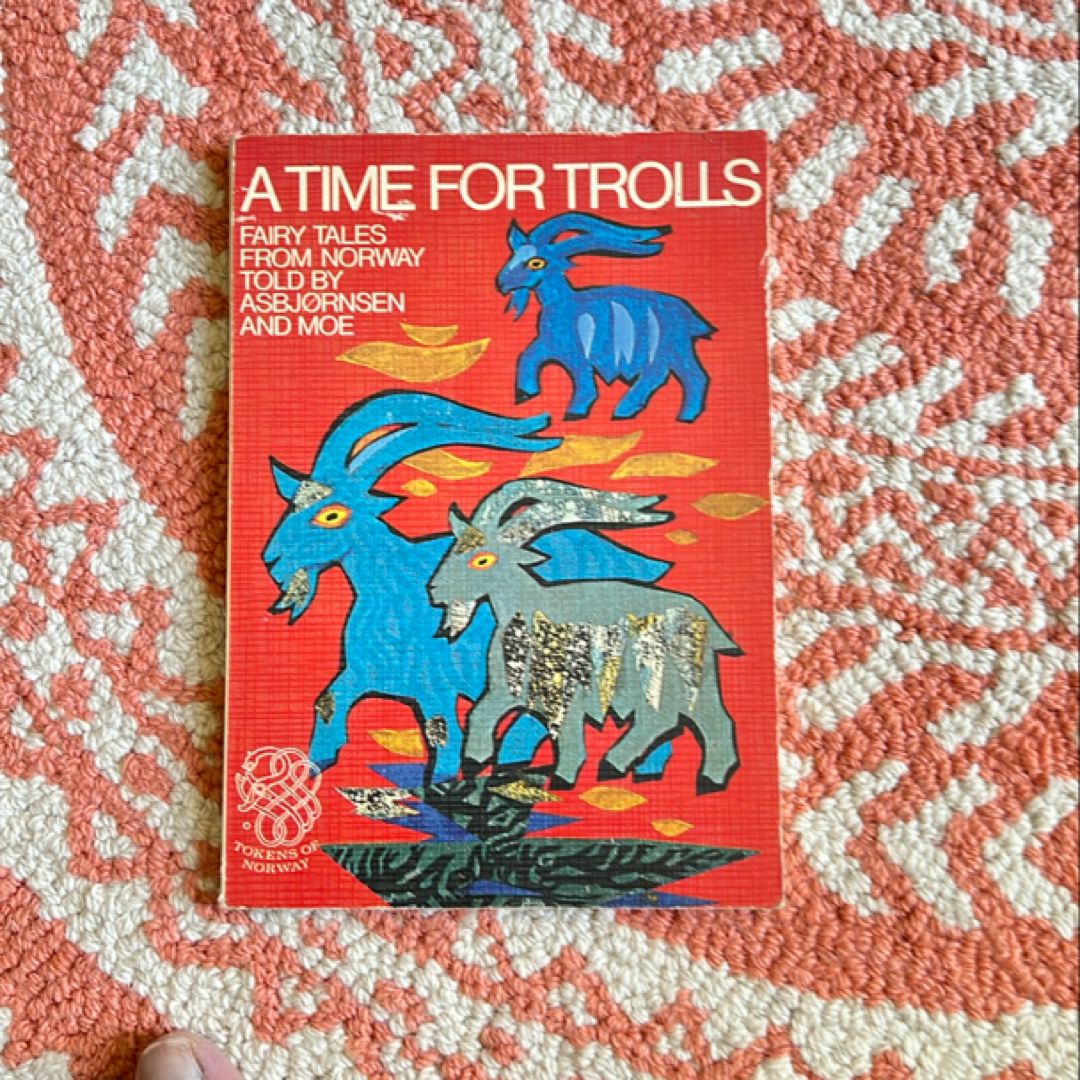 A TIME FOR TROLLS
FAIRY TALES
FROM NORWAY
TOLD BY
ASBJØRNSEN
AND MOE
TOKENS OF
NORWAY